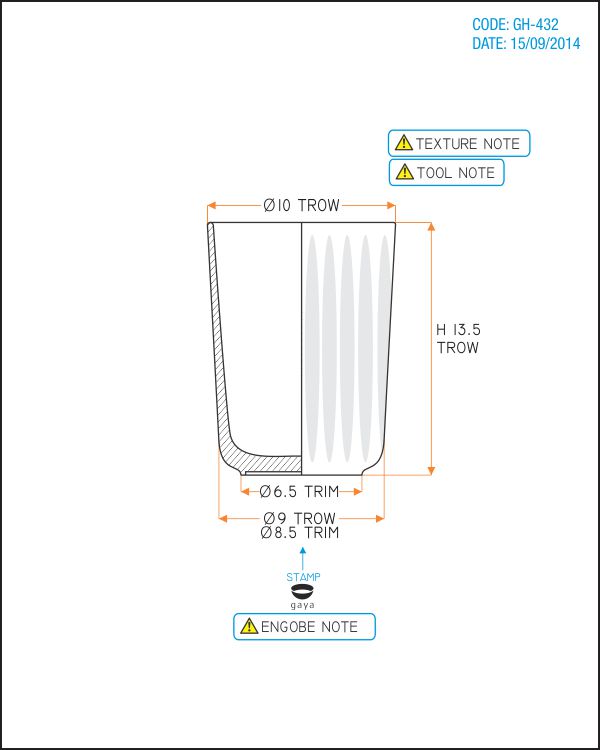 CODE: GH-432
DATE: 15/09/2014
TEXTURE NOTE
TOOL NOTE
Ø10 TROW
H 13.5
TROW
Ø6.5 TRIM
Ø9 TROW
Ø8.5 TRIM
STAMP
gaya
ENGOBE NOTE